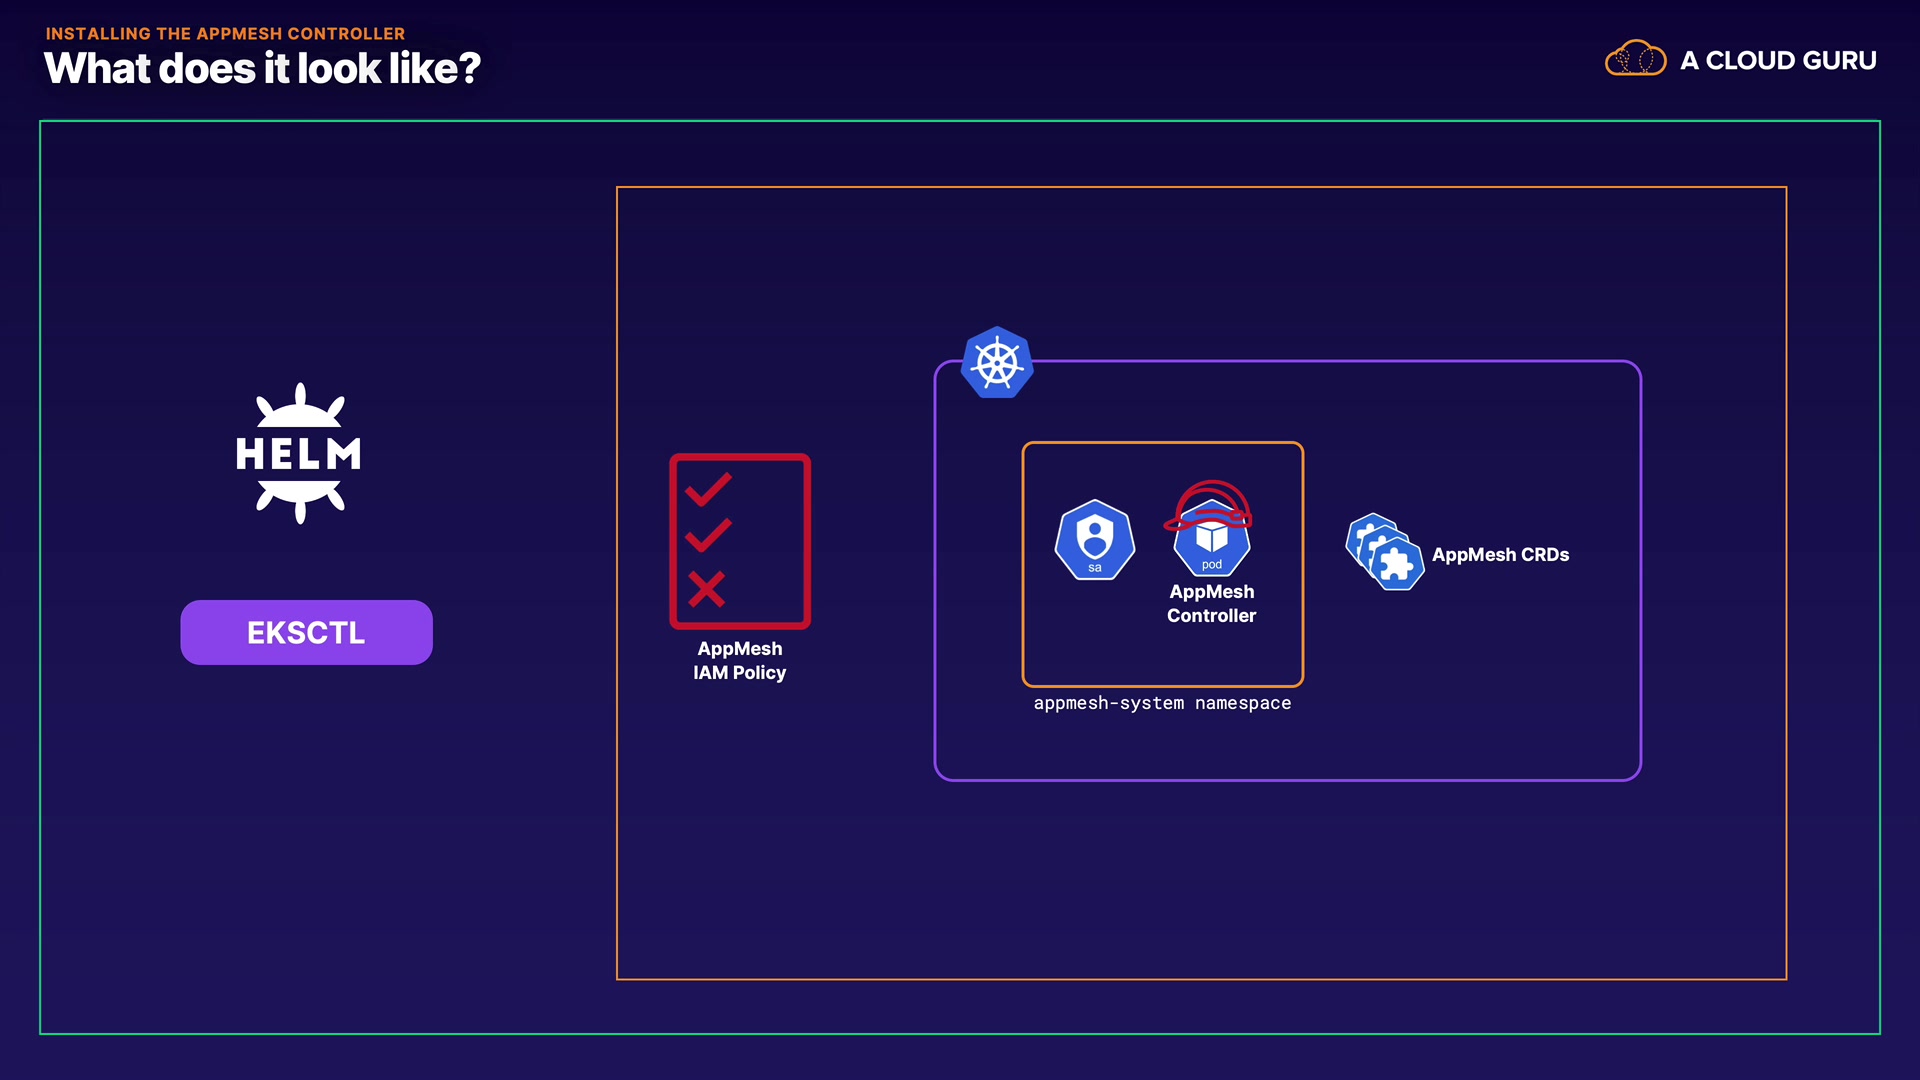 INSTALLING THE APPMESH CONTROLLER
What does it look like?
A CLOUD GURU
HELM
EKSCTL
AppMesh
IAM Policy
sa
pod
AppMesh
Controller
appmesh-system namespace
AppMesh CRDs